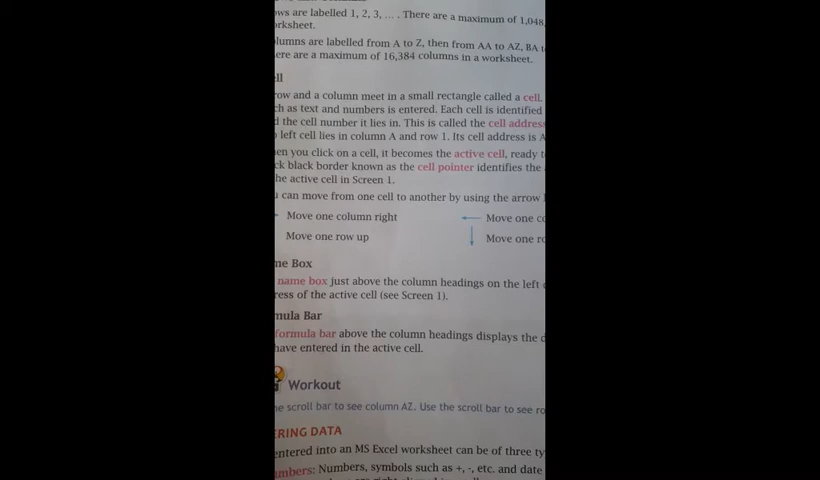 ws are labelled 1, 2, 3, ... . There are a maximum of 1,048,
rksheet.
lumns are labelled from A to Z, then from AA to AZ, BA t
ere are a maximum of 16,384 columns in a worksheet.
ll
row and a column meet in a small rectangle called a cell.
ch as text and numbers is entered. Each cell is identified
d the cell number it lies in. This is called the cell address
left cell lies in column A and row 1. Its cell address is A
en you click on a cell, it becomes the active cell, ready t
ck black border known as the cell pointer identifies the
he active cell in Screen 1.
can move from one cell to another by using the arrow
Move one column right ← Move one co
Move one row up ↓ Move one ro
me Box
name box just above the column headings on the left
ress of the active cell (see Screen 1).
mula Bar
formula bar above the column headings displays the d
have entered in the active cell.
Workout
he scroll bar to see column AZ. Use the scroll bar to see ro
ERING DATA
entered into an MS Excel worksheet can be of three ty
mbers: Numbers, symbols such as +, -, etc. and date